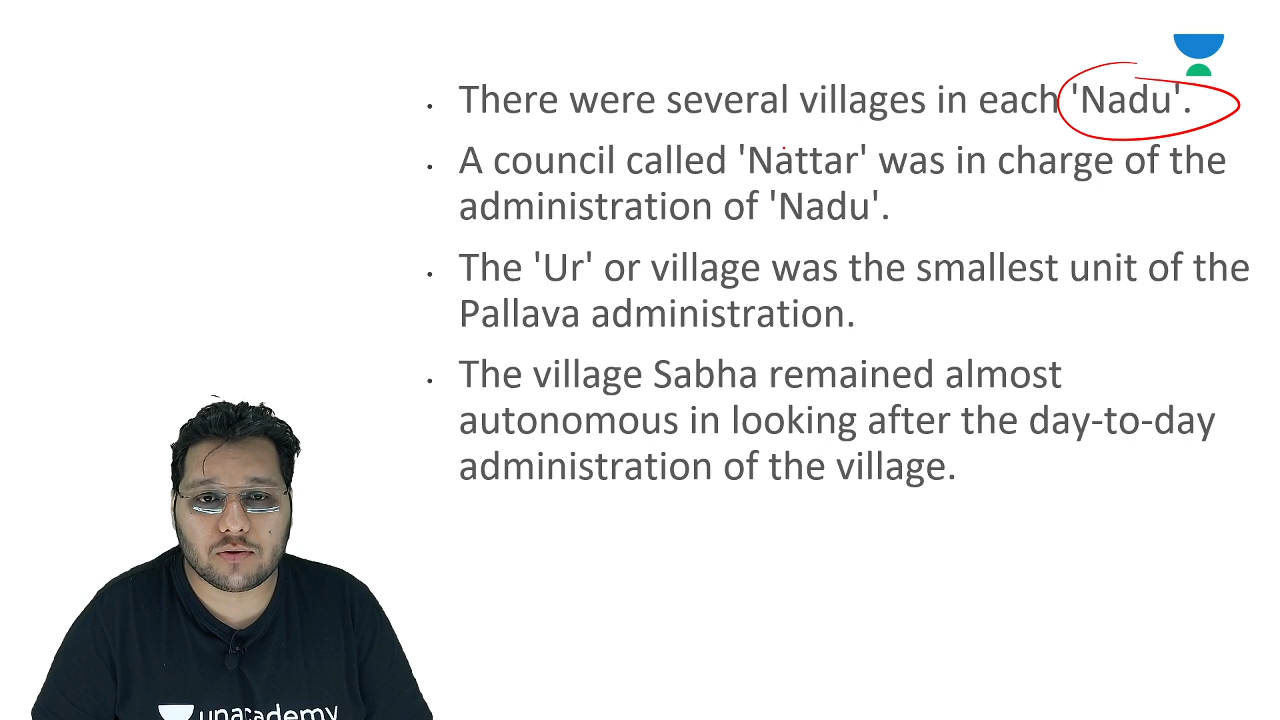 There were several villages in each 'Nadu'.
A council called 'Nattar' was in charge of the
administration of 'Nadu'.
The 'Ur' or village was the smallest unit of the
Pallava administration.
The village Sabha remained almost
autonomous in looking after the day-to-day
administration of the village.
unacademy